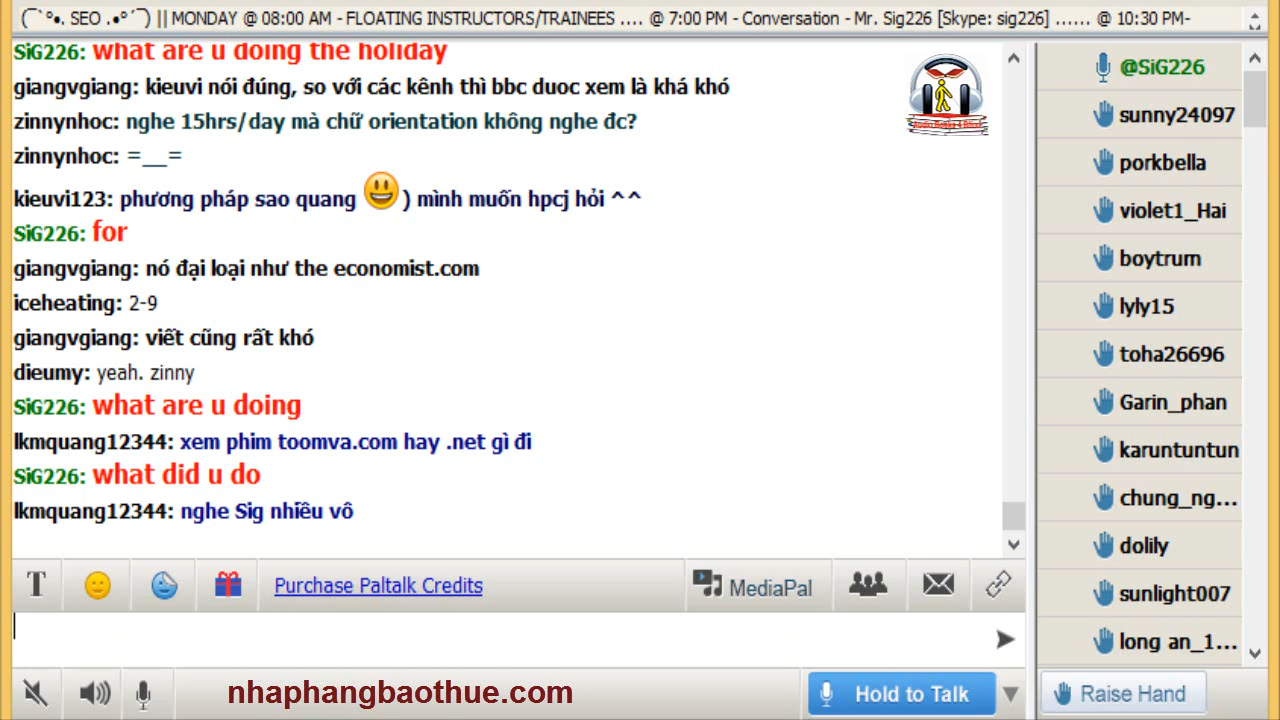 (¯`°•. SEO .•°´¯) || MONDAY @ 08:00 AM - FLOATING INSTRUCTORS/TRAINEES .... @ 7:00 PM - Conversation - Mr. Sig226 [Skype: sig226] ...... @ 10:30 PM-
SiG226: what are u doing the holiday
giangvgiang: kieuvi nói đúng, so với các kênh thì bbc duoc xem là khá khó
zinnynhoc: nghe 15hrs/day mà chữ orientation không nghe đc?
zinnynhoc: =__=
kieuvi123: phương pháp sao quang 😃 ) mình muốn hpcj hỏi ^^
SiG226: for
giangvgiang: nó đại loại như the economist.com
iceheating: 2-9
giangvgiang: viết cũng rất khó
dieumy: yeah. zinny
SiG226: what are u doing
lkmquang12344: xem phim toomva.com hay .net gì đi
SiG226: what did u do
lkmquang12344: nghe Sig nhiều vô
T
Purchase Paltalk Credits
MediaPal
nhaphangbaothue.com
Hold to Talk
@SiG226
sunny24097
porkbella
violet1_Hai
boytrum
lyly15
toha26696
Garin_phan
karuntuntun
chung_ng...
dolily
sunlight007
long an_1...
Raise Hand